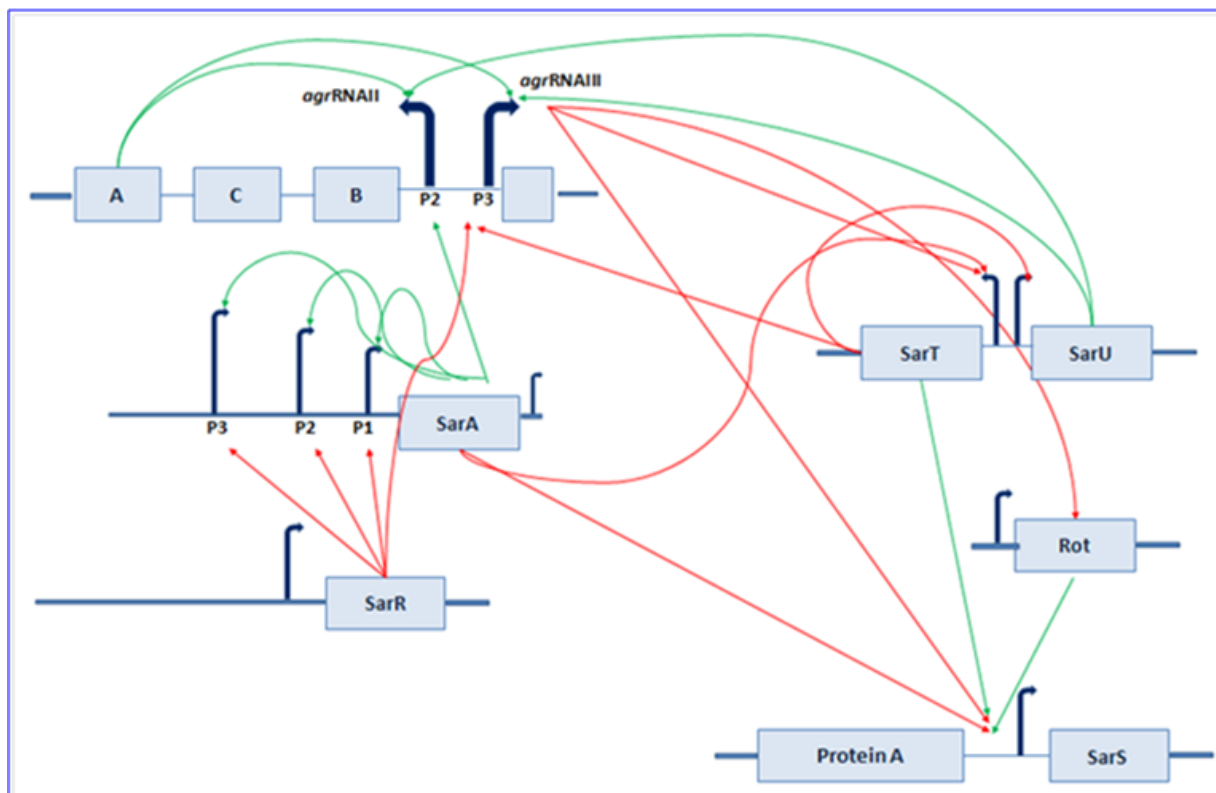 agrRNAIII
agrRNAII
A
C
B
P2
P3
SarT
SarU
P3
P2
P1
SarA
Rot
SarR
Protein A
SarS